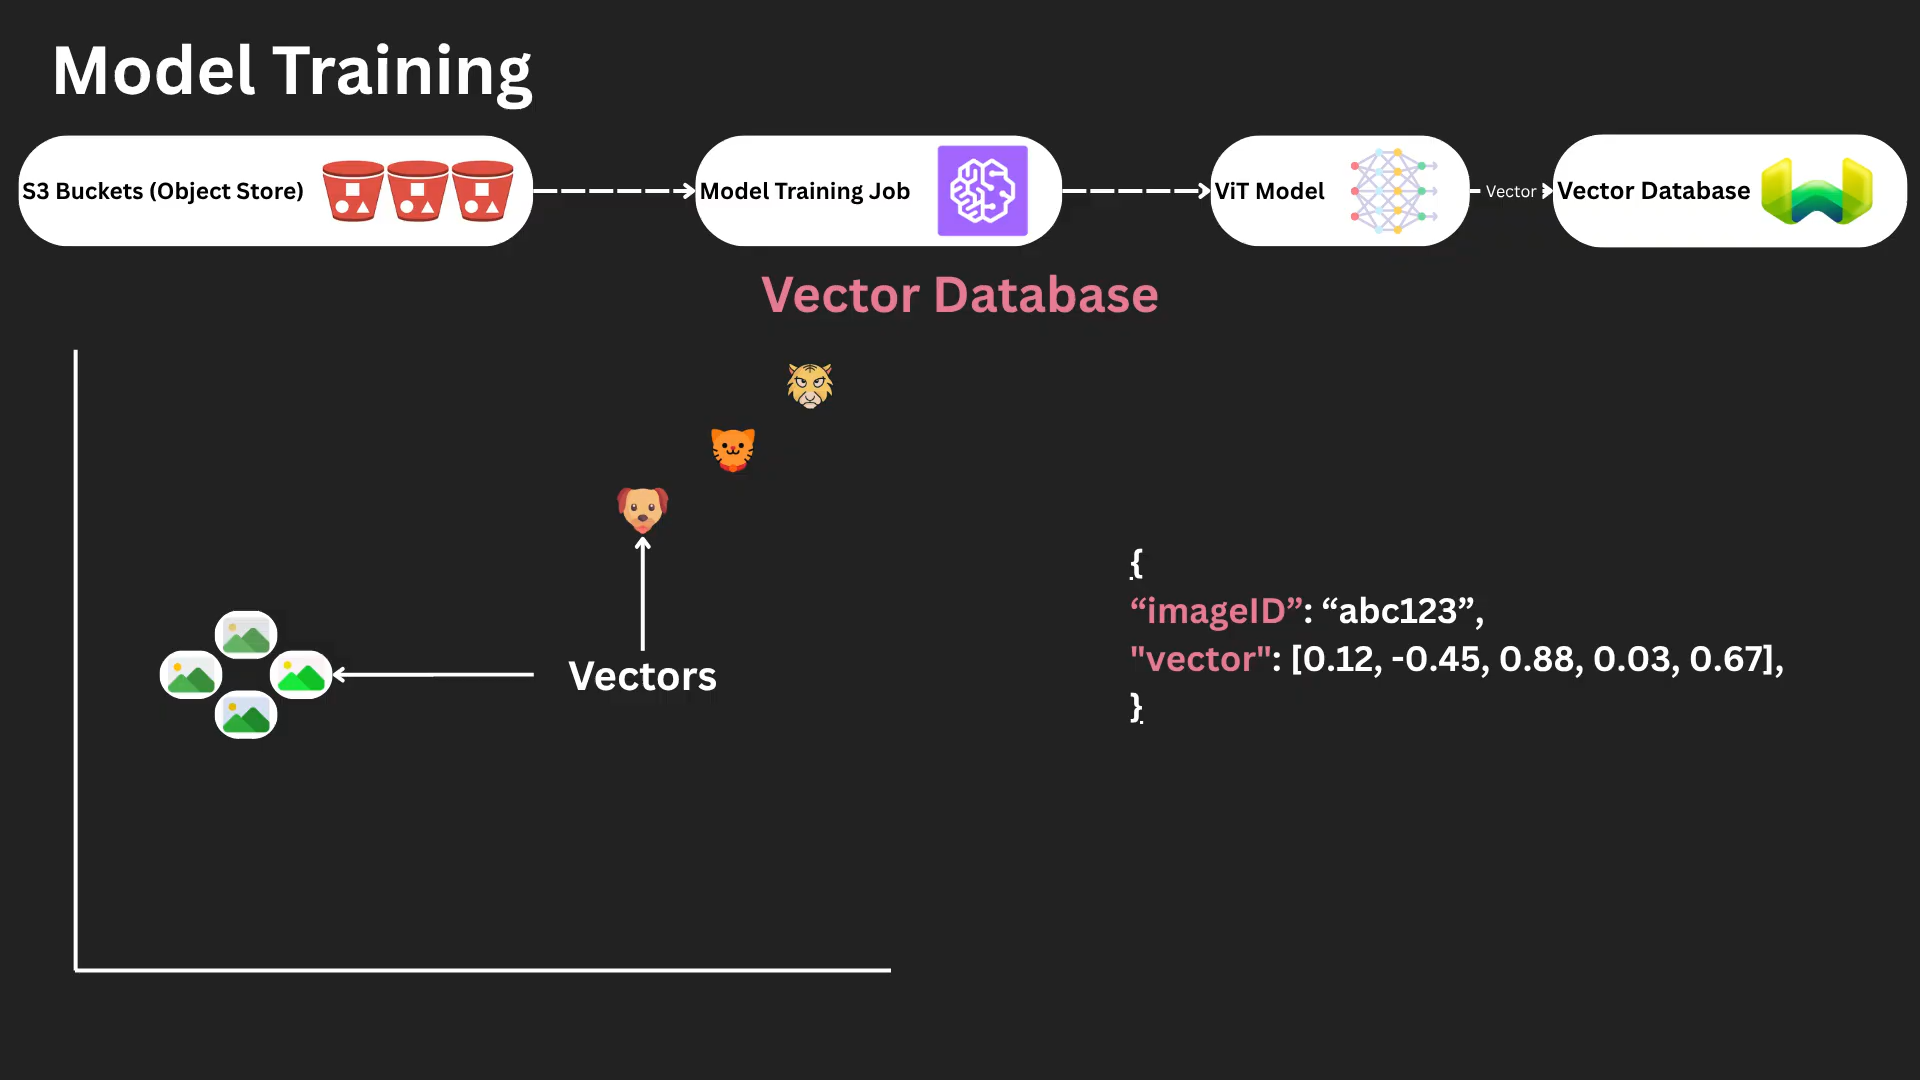 Model Training
S3 Buckets (Object Store)
Model Training Job
ViT Model
Vector
Vector Database
Vector Database
Vectors
{
“imageID”: “abc123”,
"vector": [0.12, -0.45, 0.88, 0.03, 0.67],
}